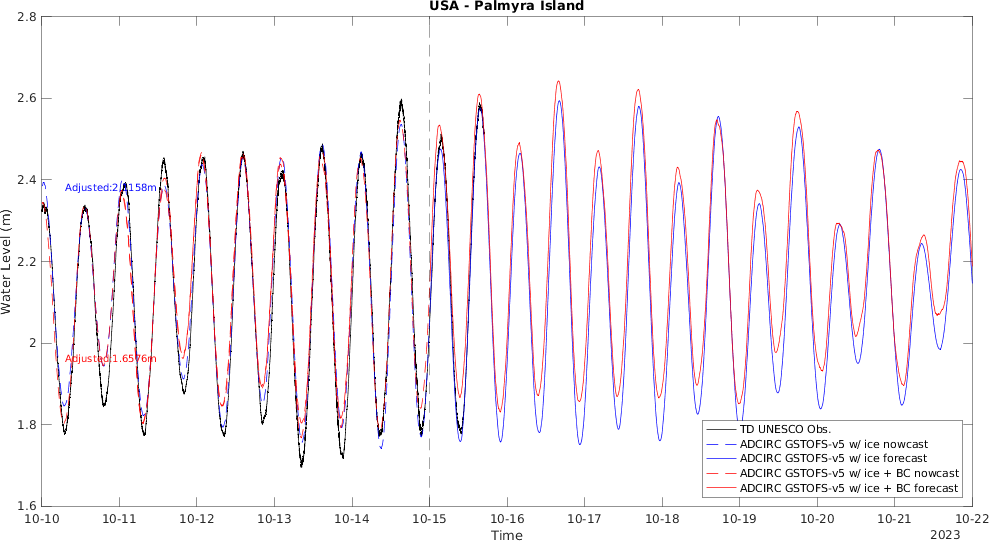 USA - Palmyra Island
Water Level (m)
2.8
2.6
2.4
2.2
2
1.8
1.6
Adjusted:1.6576m
TD UNESCO Obs.
ADCIRC GSTOFS-v5 w/ ice nowcast
ADCIRC GSTOFS-v5 w/ ice forecast
ADCIRC GSTOFS-v5 w/ ice + BC nowcast
ADCIRC GSTOFS-v5 w/ ice + BC forecast
10-10 10-11 10-12 10-13 10-14 10-15 10-16 10-17 10-18 10-19 10-20 10-21 10-22
Time
2023